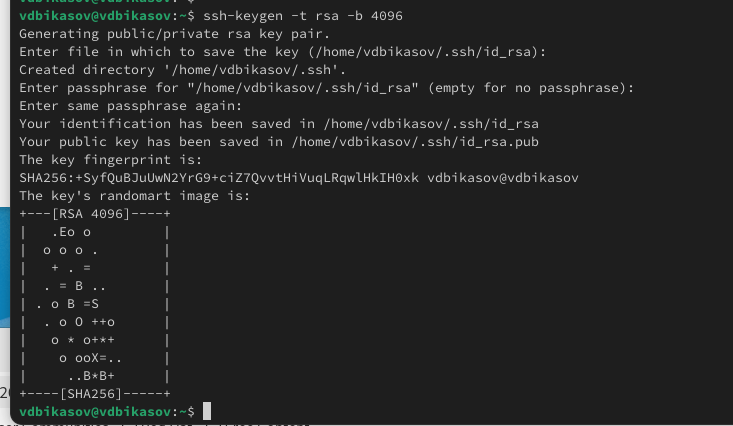 vdbikasov@vdbikasov:~$ ssh-keygen -t rsa -b 4096
Generating public/private rsa key pair.
Enter file in which to save the key (/home/vdbikasov/.ssh/id_rsa):
Created directory '/home/vdbikasov/.ssh'.
Enter passphrase for "/home/vdbikasov/.ssh/id_rsa" (empty for no passphrase):
Enter same passphrase again:
Your identification has been saved in /home/vdbikasov/.ssh/id_rsa
Your public key has been saved in /home/vdbikasov/.ssh/id_rsa.pub
The key fingerprint is:
SHA256:+SyfQuBJuUwN2YrG9+ciZ7QvvtHiVuqLRqwlHkIH0xk vdbikasov@vdbikasov
The key's randomart image is:
+---[RSA 4096]----+
|   .Eo o         |
|  o o o .        |
|   + . =         |
|  . = B ..       |
| . o B =S        |
|  . o O ++o      |
|   o * o+*+      |
|    o ooX=..     |
|     ..B*B+      |
+----[SHA256]-----+
vdbikasov@vdbikasov:~$